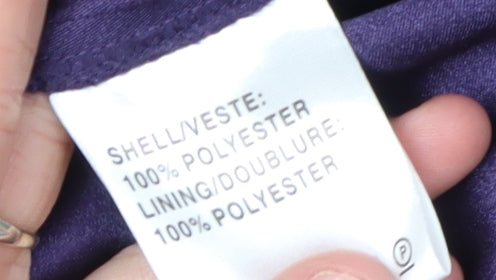 SHELL/VESTE:
100% POLYESTER
LINING/DOUBLURE:
100% POLYESTER
P